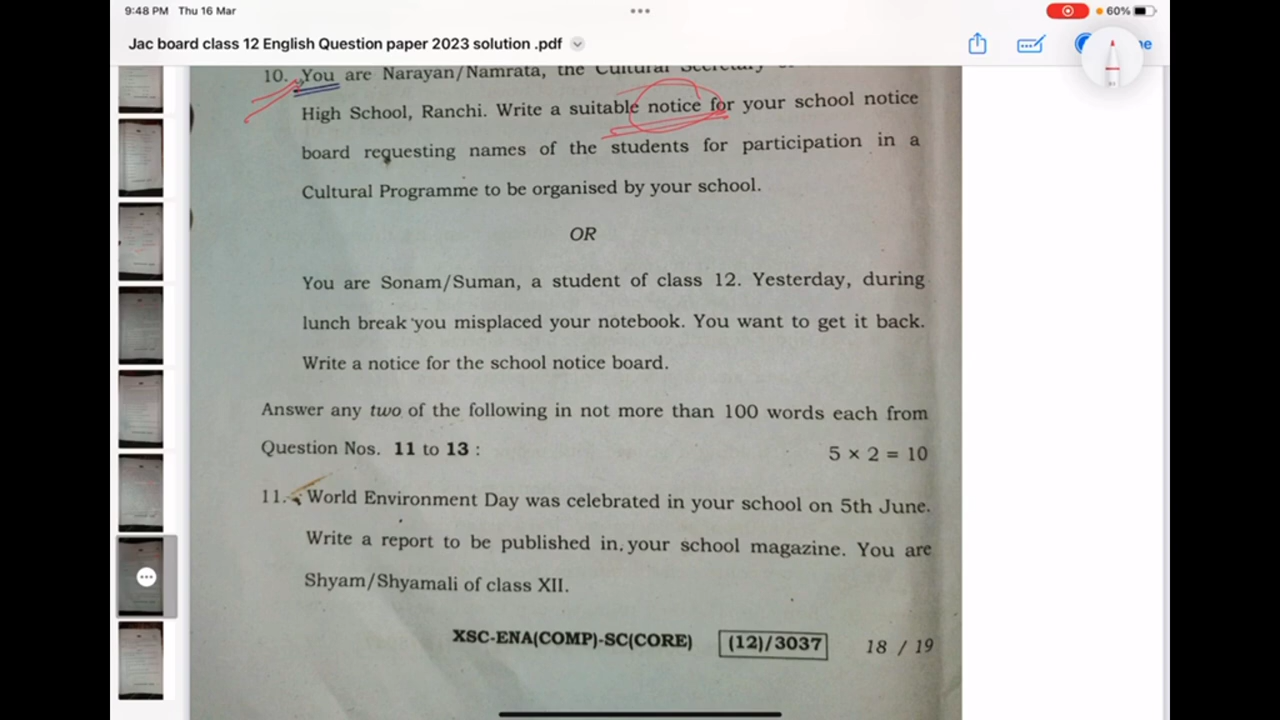 9:48 PM Thu 16 Mar
60%
Jac board class 12 English Question paper 2023 solution .pdf
10. You are Narayan/Namrata, the Cultural Secretary
High School, Ranchi. Write a suitable notice for your school notice
board requesting names of the students for participation in a
Cultural Programme to be organised by your school.
OR
You are Sonam/Suman, a student of class 12. Yesterday, during
lunch break you misplaced your notebook. You want to get it back.
Write a notice for the school notice board.
Answer any two of the following in not more than 100 words each from
Question Nos. 11 to 13 :
5 × 2 = 10
11. World Environment Day was celebrated in your school on 5th June.
Write a report to be published in your school magazine. You are
Shyam/Shyamali of class XII.
XSC-ENA(COMP)-SC(CORE) (12)/3037 18 / 19